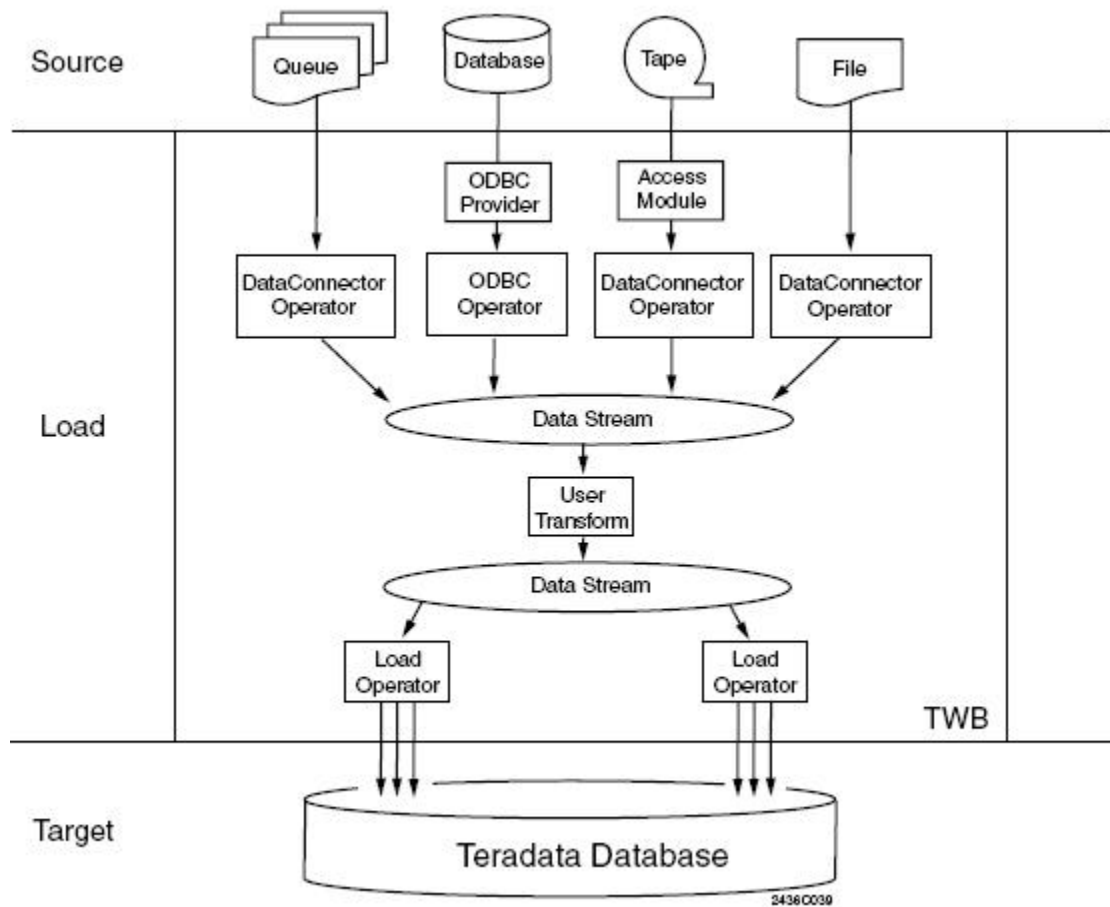 Source
Queue
Database
Tape
File
ODBC
Provider
Access
Module
DataConnector
Operator
ODBC
Operator
DataConnector
Operator
DataConnector
Operator
Load
Data Stream
User
Transform
Data Stream
Load
Operator
Load
Operator
TWB
Target
Teradata Database
2436C039